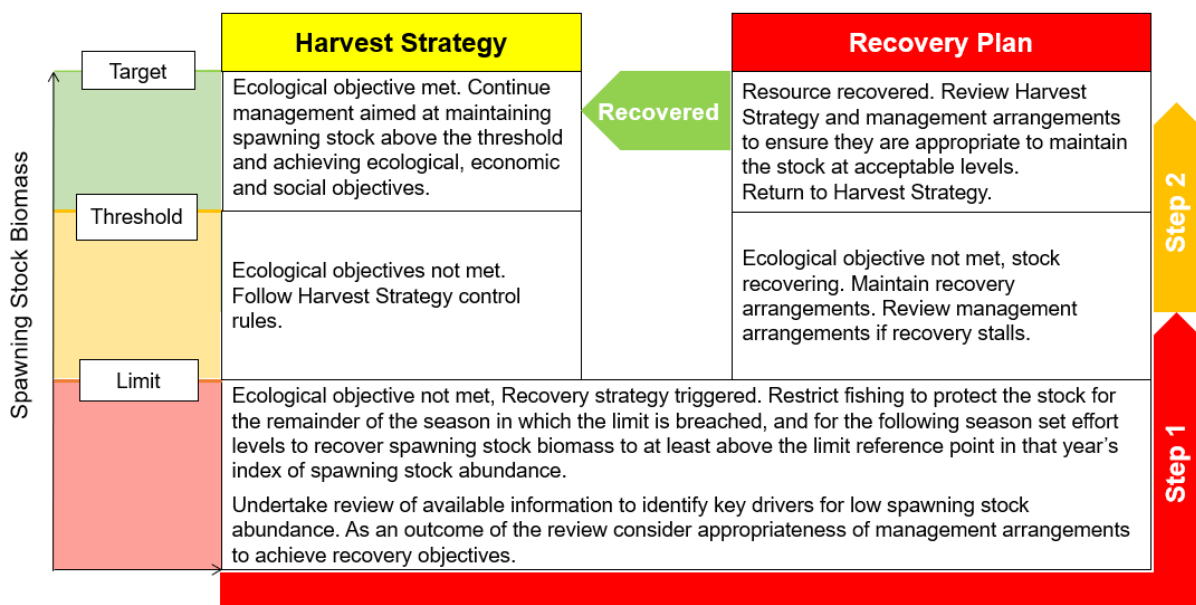 Harvest Strategy
Recovery Plan
Target
Ecological objective met. Continue
management aimed at maintaining
spawning stock above the threshold
and achieving ecological, economic
and social objectives.
Recovered
Resource recovered. Review Harvest
Strategy and management arrangements
to ensure they are appropriate to maintain
the stock at acceptable levels.
Return to Harvest Strategy.
Step 2
Threshold
Ecological objectives not met.
Follow Harvest Strategy control
rules.
Ecological objective not met, stock
recovering. Maintain recovery
arrangements. Review management
arrangements if recovery stalls.
Spawning Stock Biomass
Limit
Ecological objective not met, Recovery strategy triggered. Restrict fishing to protect the stock for
the remainder of the season in which the limit is breached, and for the following season set effort
levels to recover spawning stock biomass to at least above the limit reference point in that year’s
index of spawning stock abundance.
Undertake review of available information to identify key drivers for low spawning stock
abundance. As an outcome of the review consider appropriateness of management arrangements
to achieve recovery objectives.
Step 1